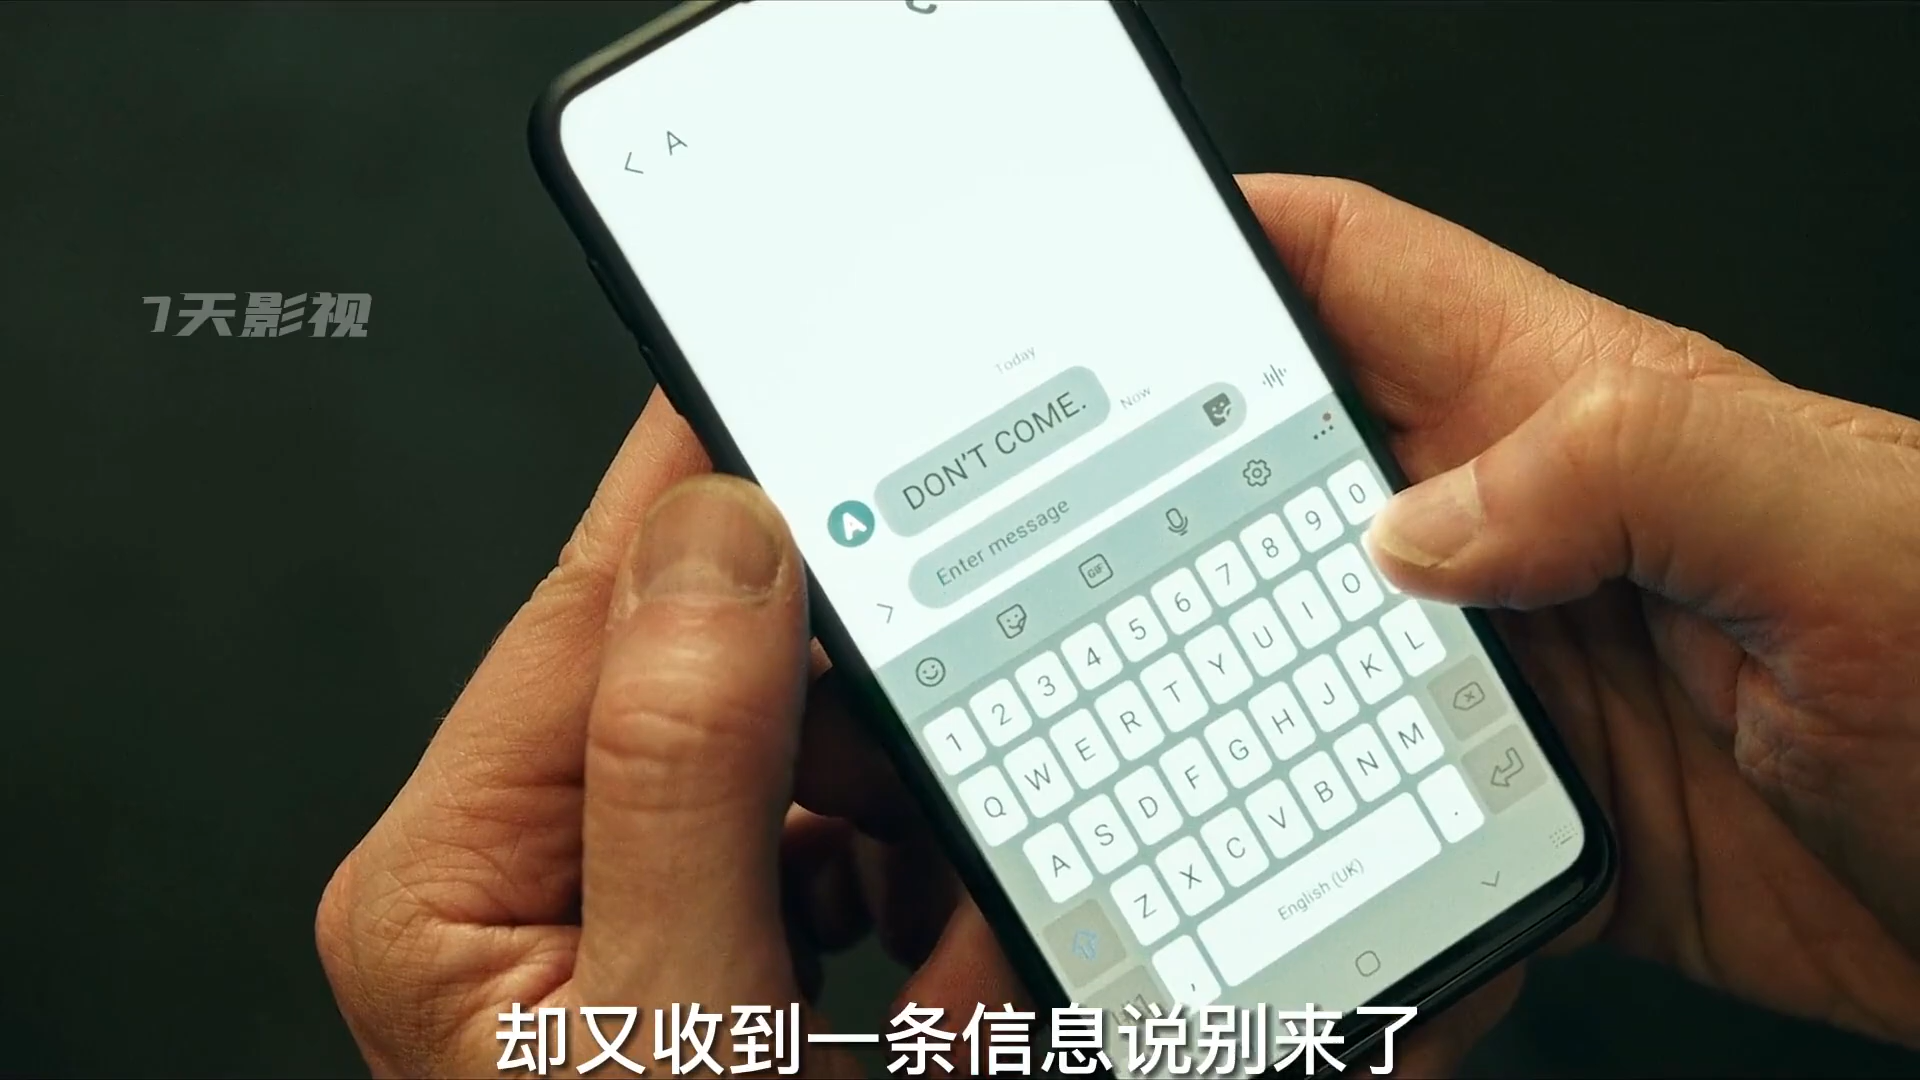 A
7天影视
Today
DON'T COME.
Now
A
Enter message
GIF
1 2 3 4 5 6 7 8 9 0
Q W E R T Y U I O
A S D F G H J K L
Z X C V B N M
, English (UK) .
却又收到一条信息说别来了